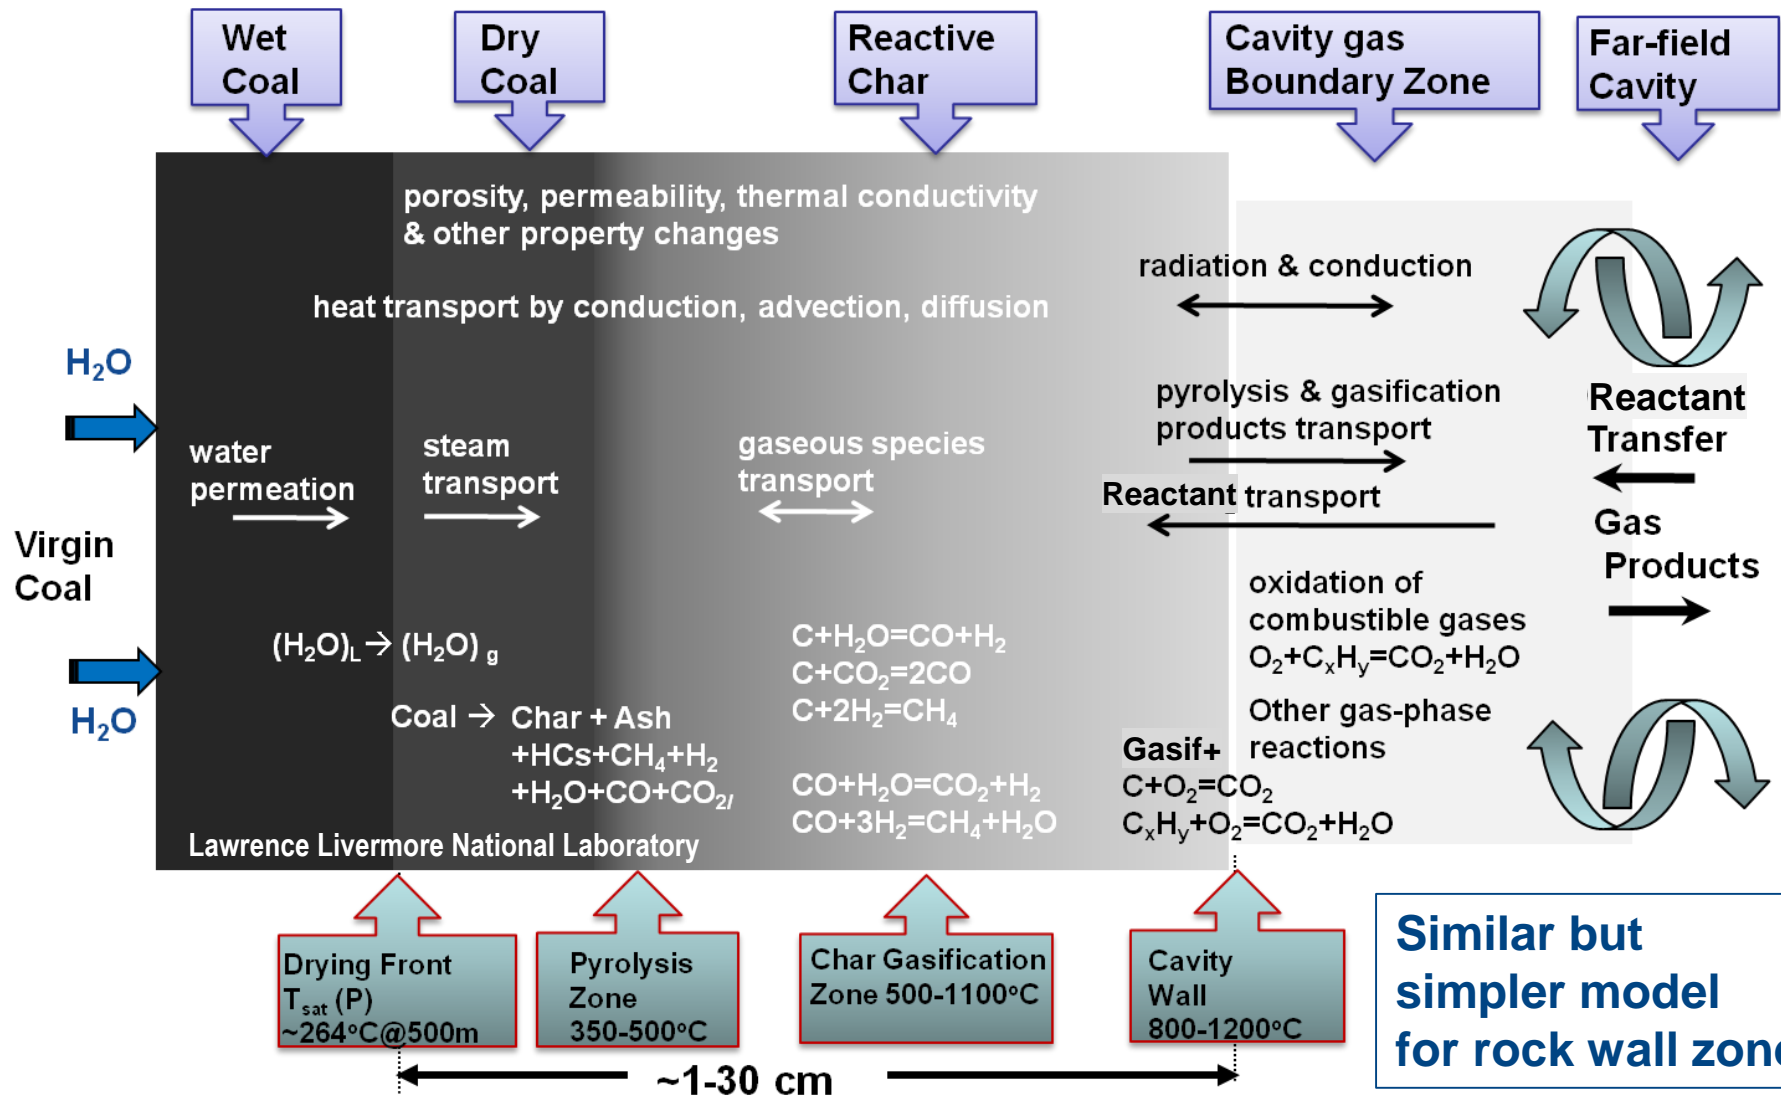 Wet
Coal
Dry
Coal
Reactive
Char
Cavity gas
Boundary Zone
Far-field
Cavity
porosity, permeability, thermal conductivity
& other property changes
heat transport by conduction, advection, diffusion
radiation & conduction
H₂O
water
permeation
steam
transport
gaseous species
transport
pyrolysis & gasification
products transport
Reactant transport
Reactant
Transfer
Gas
Products
Virgin
Coal
H₂O
(H₂O)L → (H₂O) g
Coal → Char + Ash
+HCs+CH₄+H₂
+H₂O+CO+CO₂/
C+H₂O=CO+H₂
C+CO₂=2CO
C+2H₂=CH₄
CO+H₂O=CO₂+H₂
CO+3H₂=CH₄+H₂O
oxidation of
combustible gases
O₂+CₓHᵧ=CO₂+H₂O
Other gas-phase
reactions
Gasif+
C+O₂=CO₂
CₓHᵧ+O₂=CO₂+H₂O
Lawrence Livermore National Laboratory
Drying Front
Tsat (P)
~264°C@500m
Pyrolysis
Zone
350-500°C
Char Gasification
Zone 500-1100°C
Cavity
Wall
800-1200°C
~1-30 cm
Similar but
simpler model
for rock wall zone